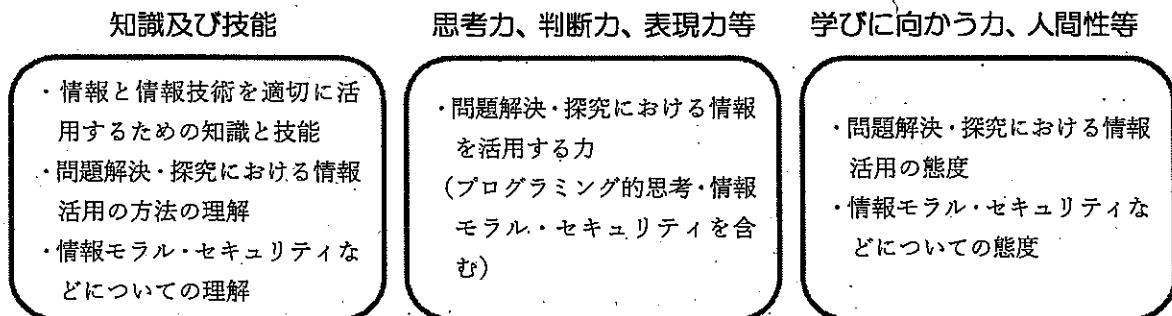 知識及び技能
・情報と情報技術を適切に活
用するための知識と技能
・問題解決・探究における情報
活用の方法の理解
・情報モラル・セキュリティな
どについての理解
思考力、判断力、表現力等
・問題解決・探究における情報
を活用する力
（プログラミング的思考・情報
モラル・セキュリティを含
む）
学びに向かう力、人間性等
・問題解決・探究における情報
活用の態度
・情報モラル・セキュリティな
どについての態度